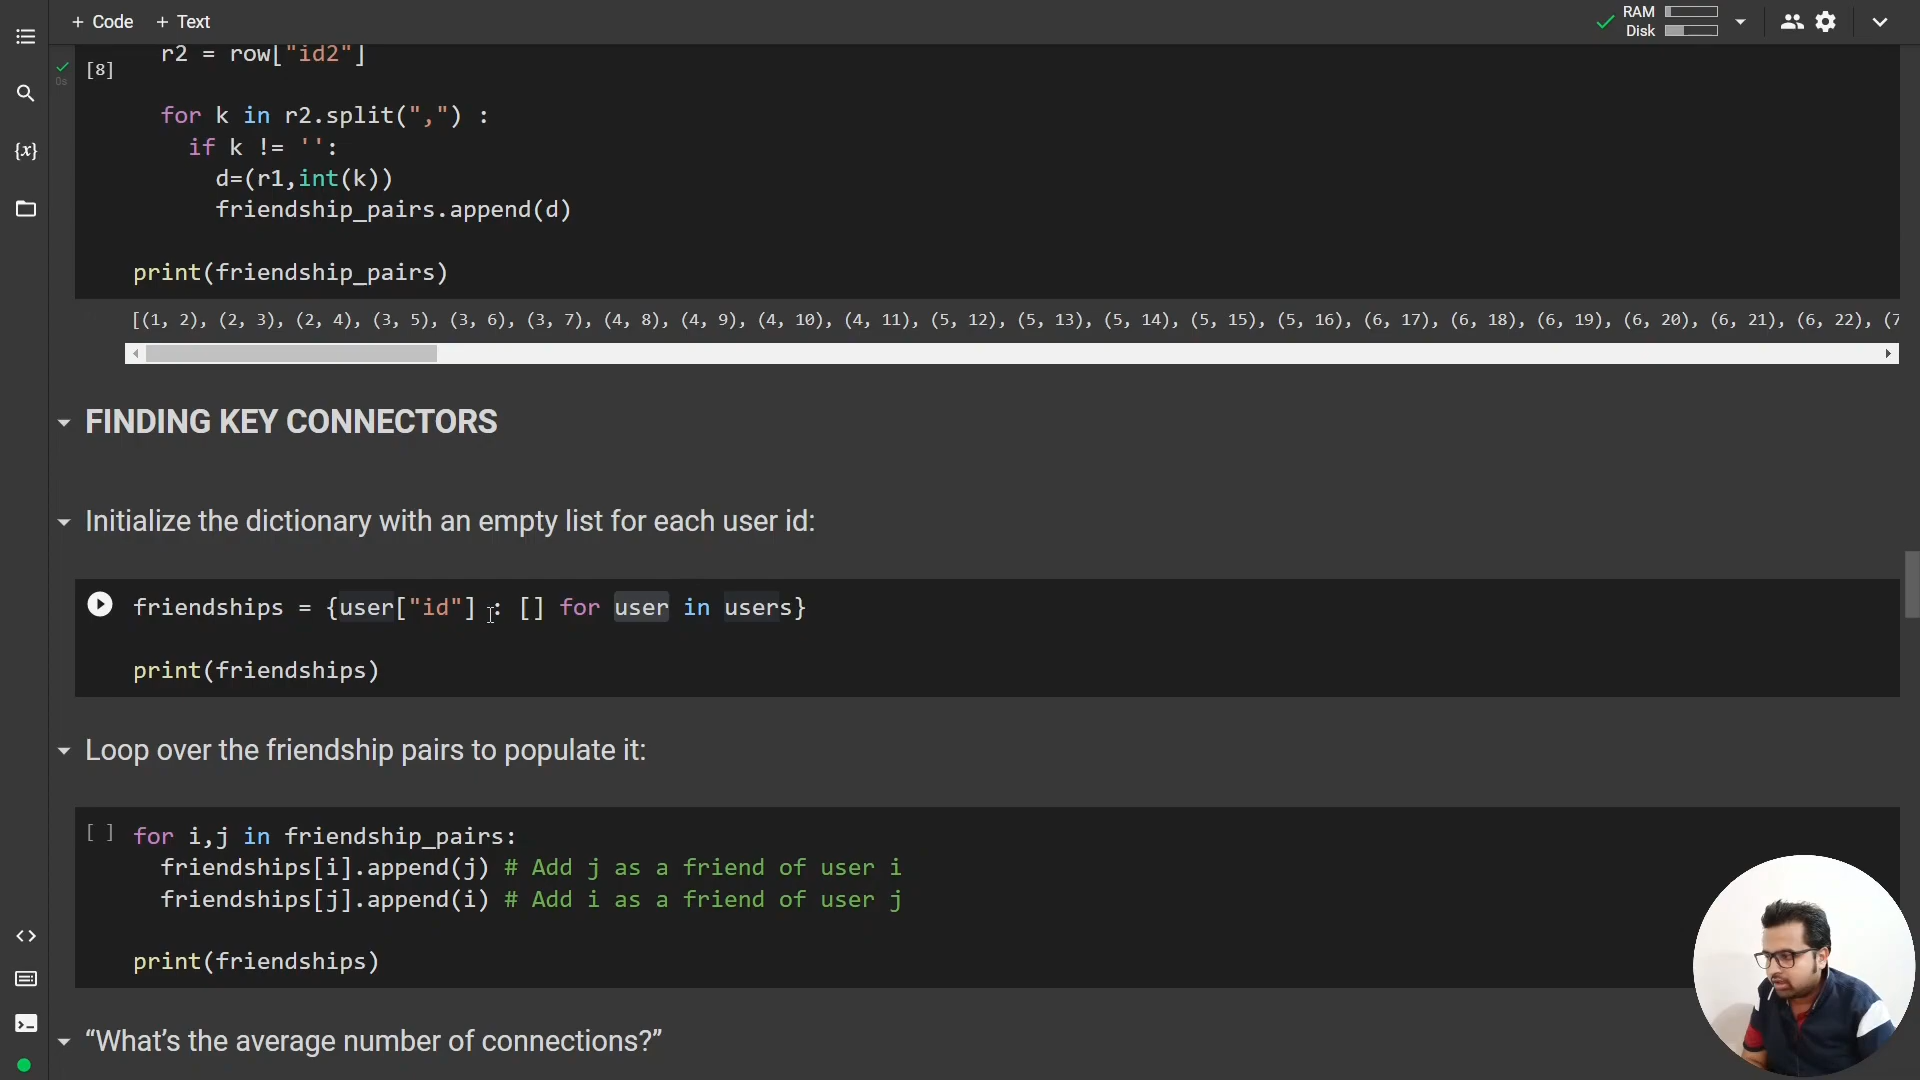 + Code + Text
RAM
Disk
r2 = row["id2"]
[8]
0s
for k in r2.split(",") :
if k != '':
d=(r1,int(k))
friendship_pairs.append(d)
print(friendship_pairs)
[(1, 2), (2, 3), (2, 4), (3, 5), (3, 6), (3, 7), (4, 8), (4, 9), (4, 10), (4, 11), (5, 12), (5, 13), (5, 14), (5, 15), (5, 16), (6, 17), (6, 18), (6, 19), (6, 20), (6, 21), (6, 22), (7
FINDING KEY CONNECTORS
Initialize the dictionary with an empty list for each user id:
friendships = {user["id"] : [] for user in users}
print(friendships)
Loop over the friendship pairs to populate it:
[ ] for i,j in friendship_pairs:
friendships[i].append(j) # Add j as a friend of user i
friendships[j].append(i) # Add i as a friend of user j
print(friendships)
“What’s the average number of connections?”